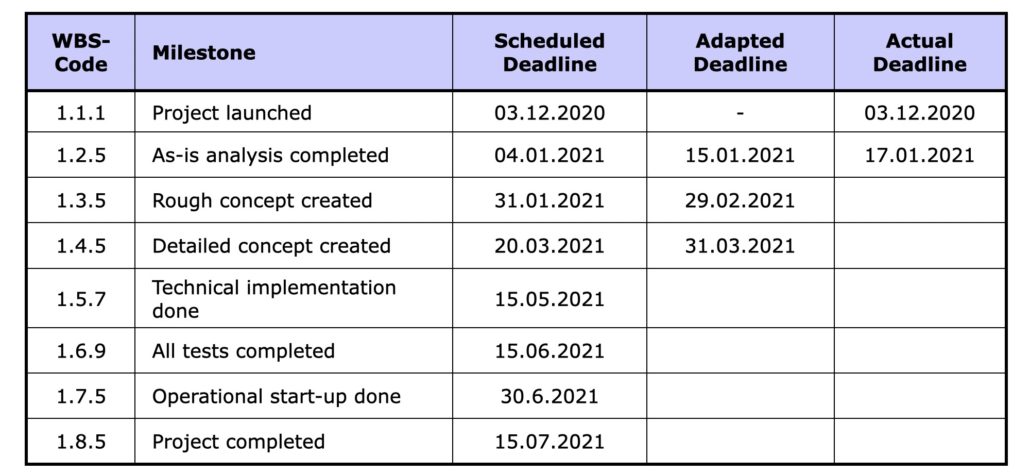 WBS-Code Milestone Scheduled Deadline Adapted Deadline Actual Deadline
1.1.1 Project launched 03.12.2020 - 03.12.2020
1.2.5 As-is analysis completed 04.01.2021 15.01.2021 17.01.2021
1.3.5 Rough concept created 31.01.2021 29.02.2021
1.4.5 Detailed concept created 20.03.2021 31.03.2021
1.5.7 Technical implementation done 15.05.2021
1.6.9 All tests completed 15.06.2021
1.7.5 Operational start-up done 30.6.2021
1.8.5 Project completed 15.07.2021